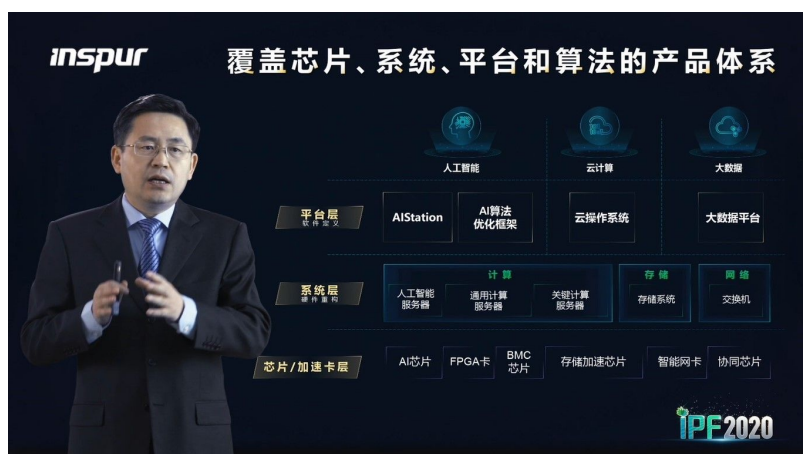 inspur
覆盖芯片、系统、平台和算法的产品体系
人工智能
云计算
大数据
平台层
软件定义
AIStation
AI算法
优化框架
云操作系统
大数据平台
系统层
硬件重构
计算
人工智能
服务器
通用计算
服务器
关键计算
服务器
存储
存储系统
网络
交换机
芯片/加速卡层
AI芯片
FPGA卡
BMC
芯片
存储加速芯片
智能网卡
协同芯片
iPF2020